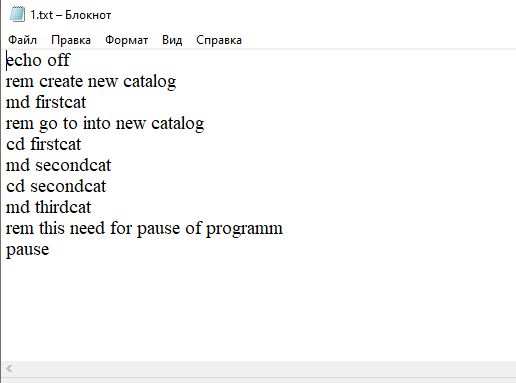 1.txt – Блокнот
Файл Правка Формат Вид Справка
echo off
rem create new catalog
md firstcat
rem go to into new catalog
cd firstcat
md secondcat
cd secondcat
md thirdcat
rem this need for pause of programm
pause